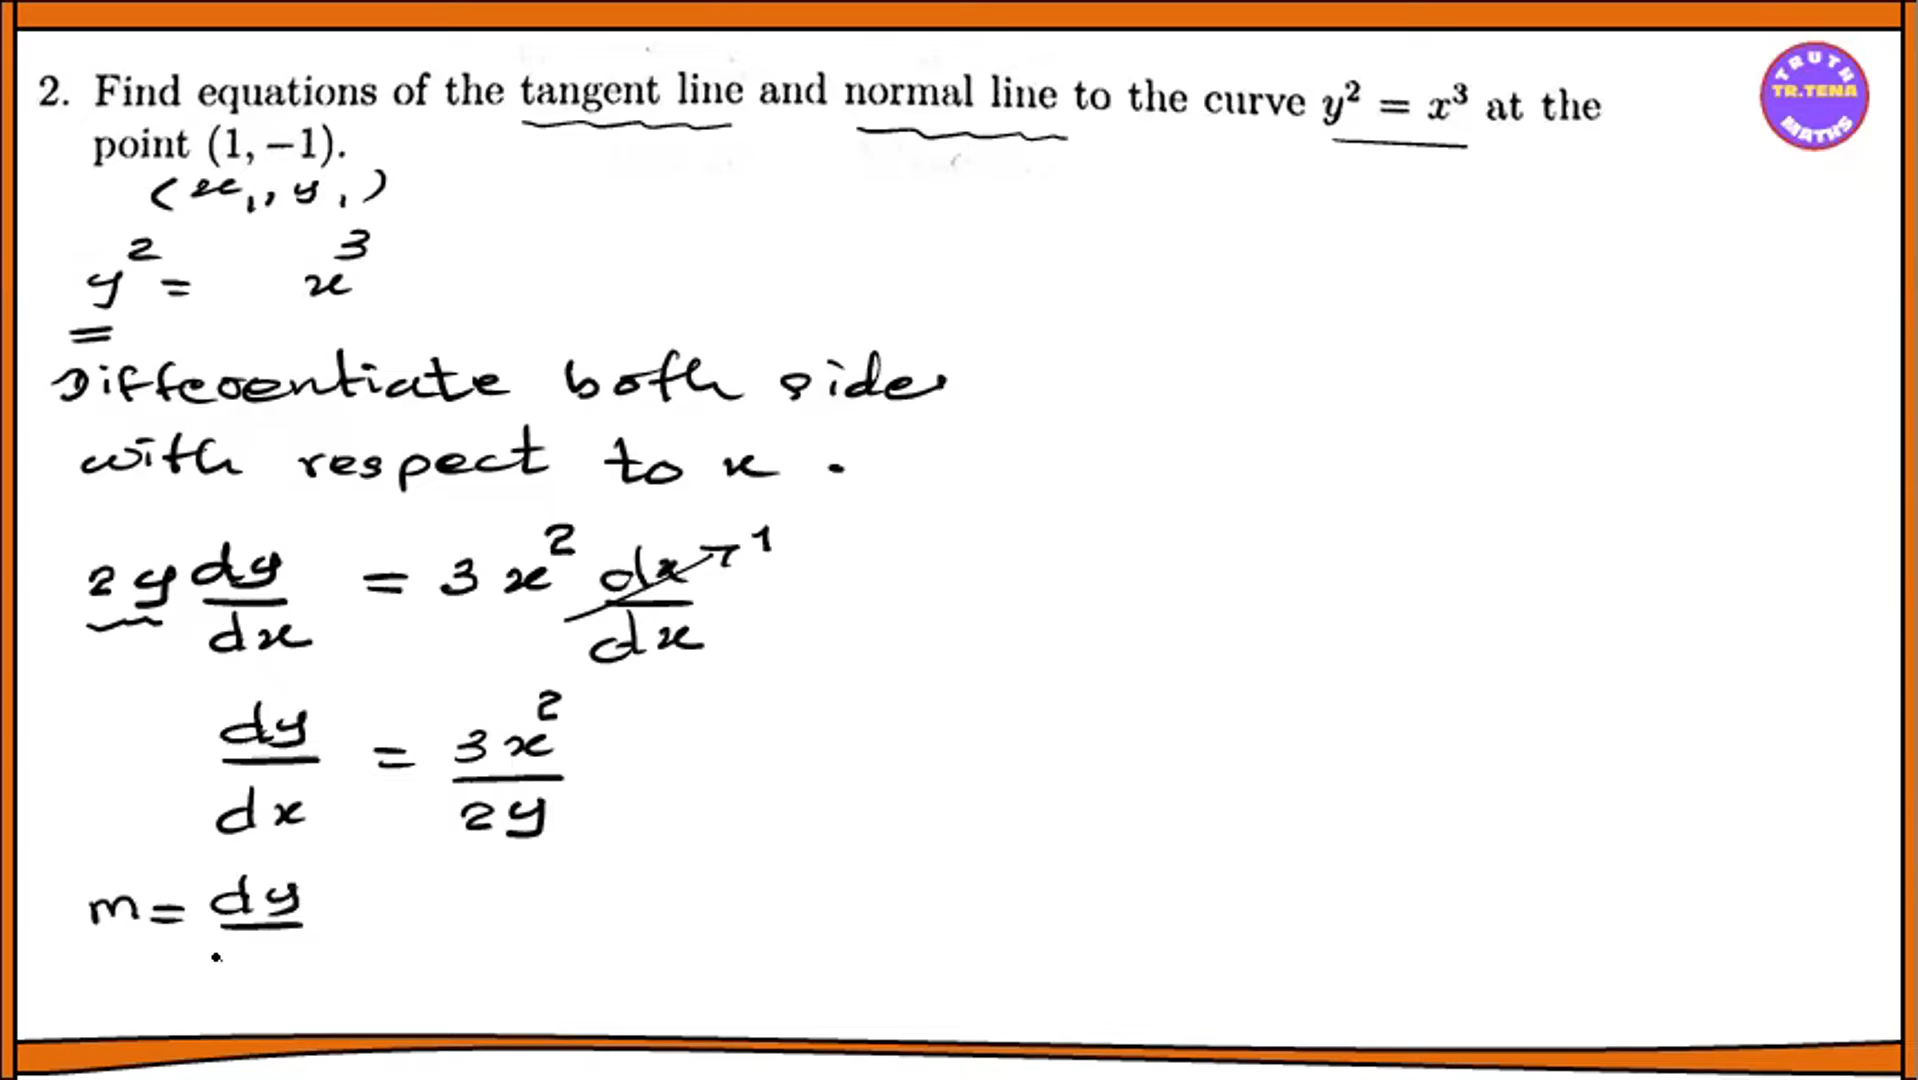 2. Find equations of the tangent line and normal line to the curve y² = x³ at the
point (1, −1).
(x₁, y₁)
y² = x³
Differentiate both side
with respect to x .
2y dy/dx = 3x² dx/dx 1
dy/dx = 3x²/2y
m = dy
TRUTH
TR.TENA
MATHS